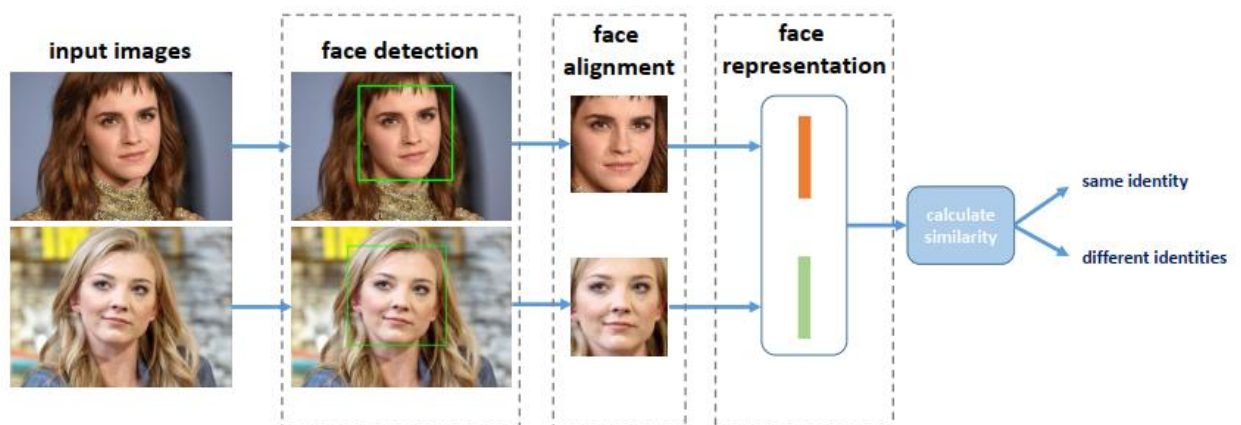 input images
face detection
face
alignment
face
representation
calculate
similarity
same identity
different identities